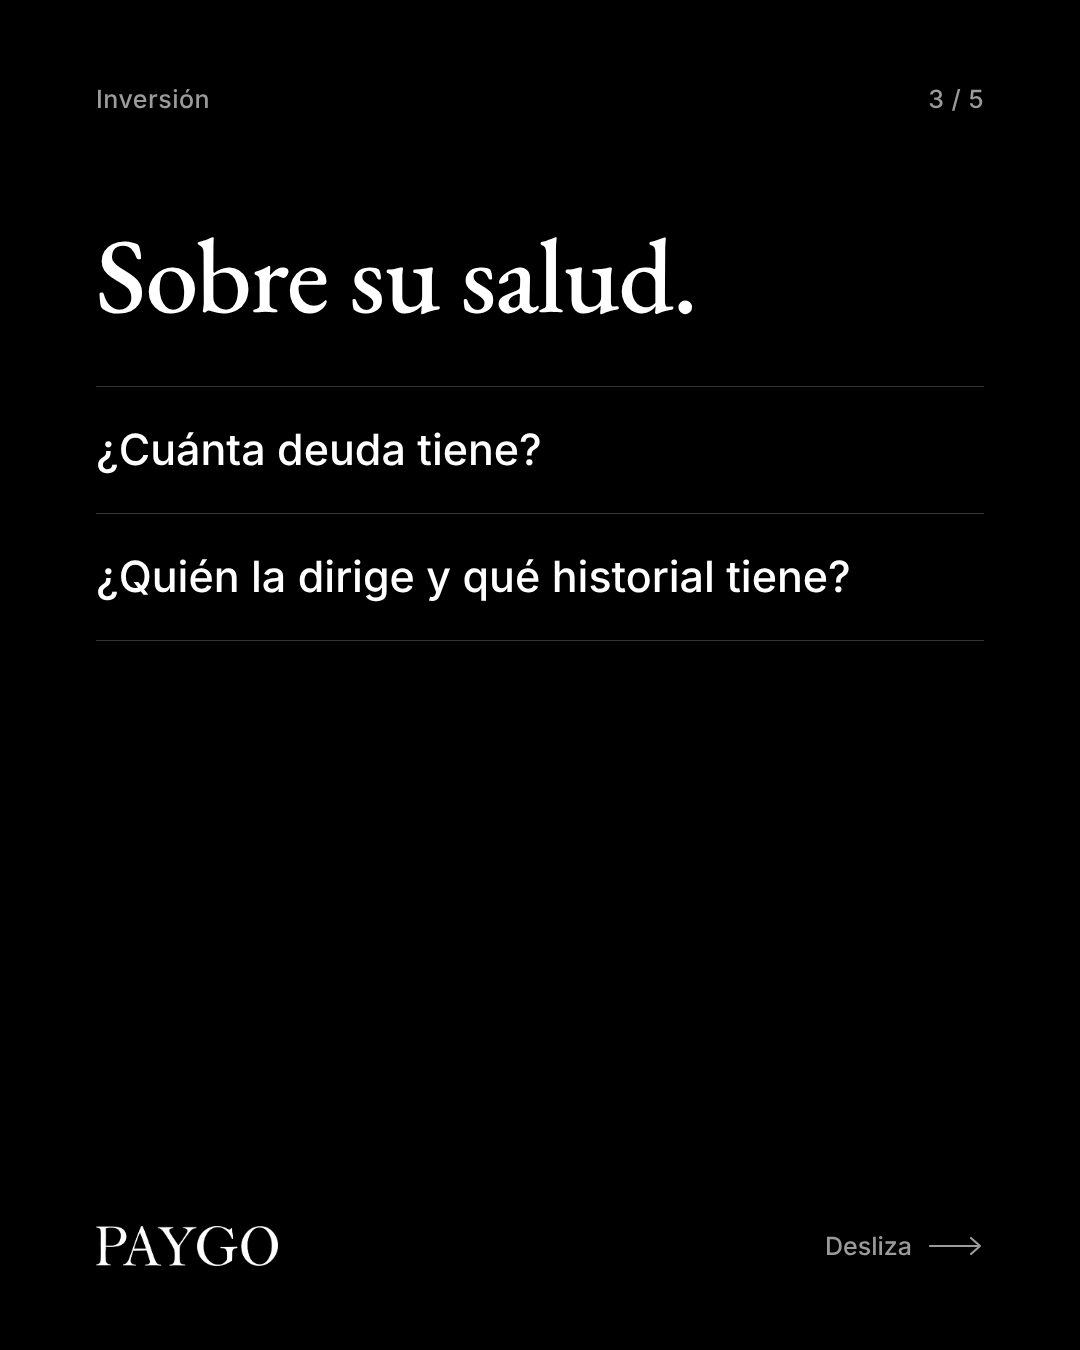 Inversión
3 / 5
Sobre su salud.
¿Cuánta deuda tiene?
¿Quién la dirige y qué historial tiene?
PAYGO
Desliza